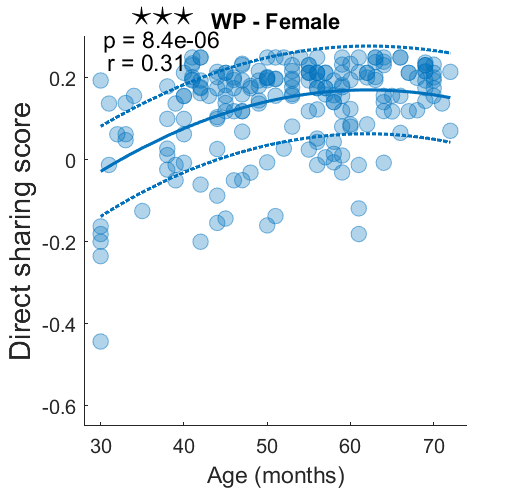 ★★★ WP - Female
p = 8.4e-06
r = 0.31
Direct sharing score
0.2
0
-0.2
-0.4
-0.6
30 40 50 60 70
Age (months)